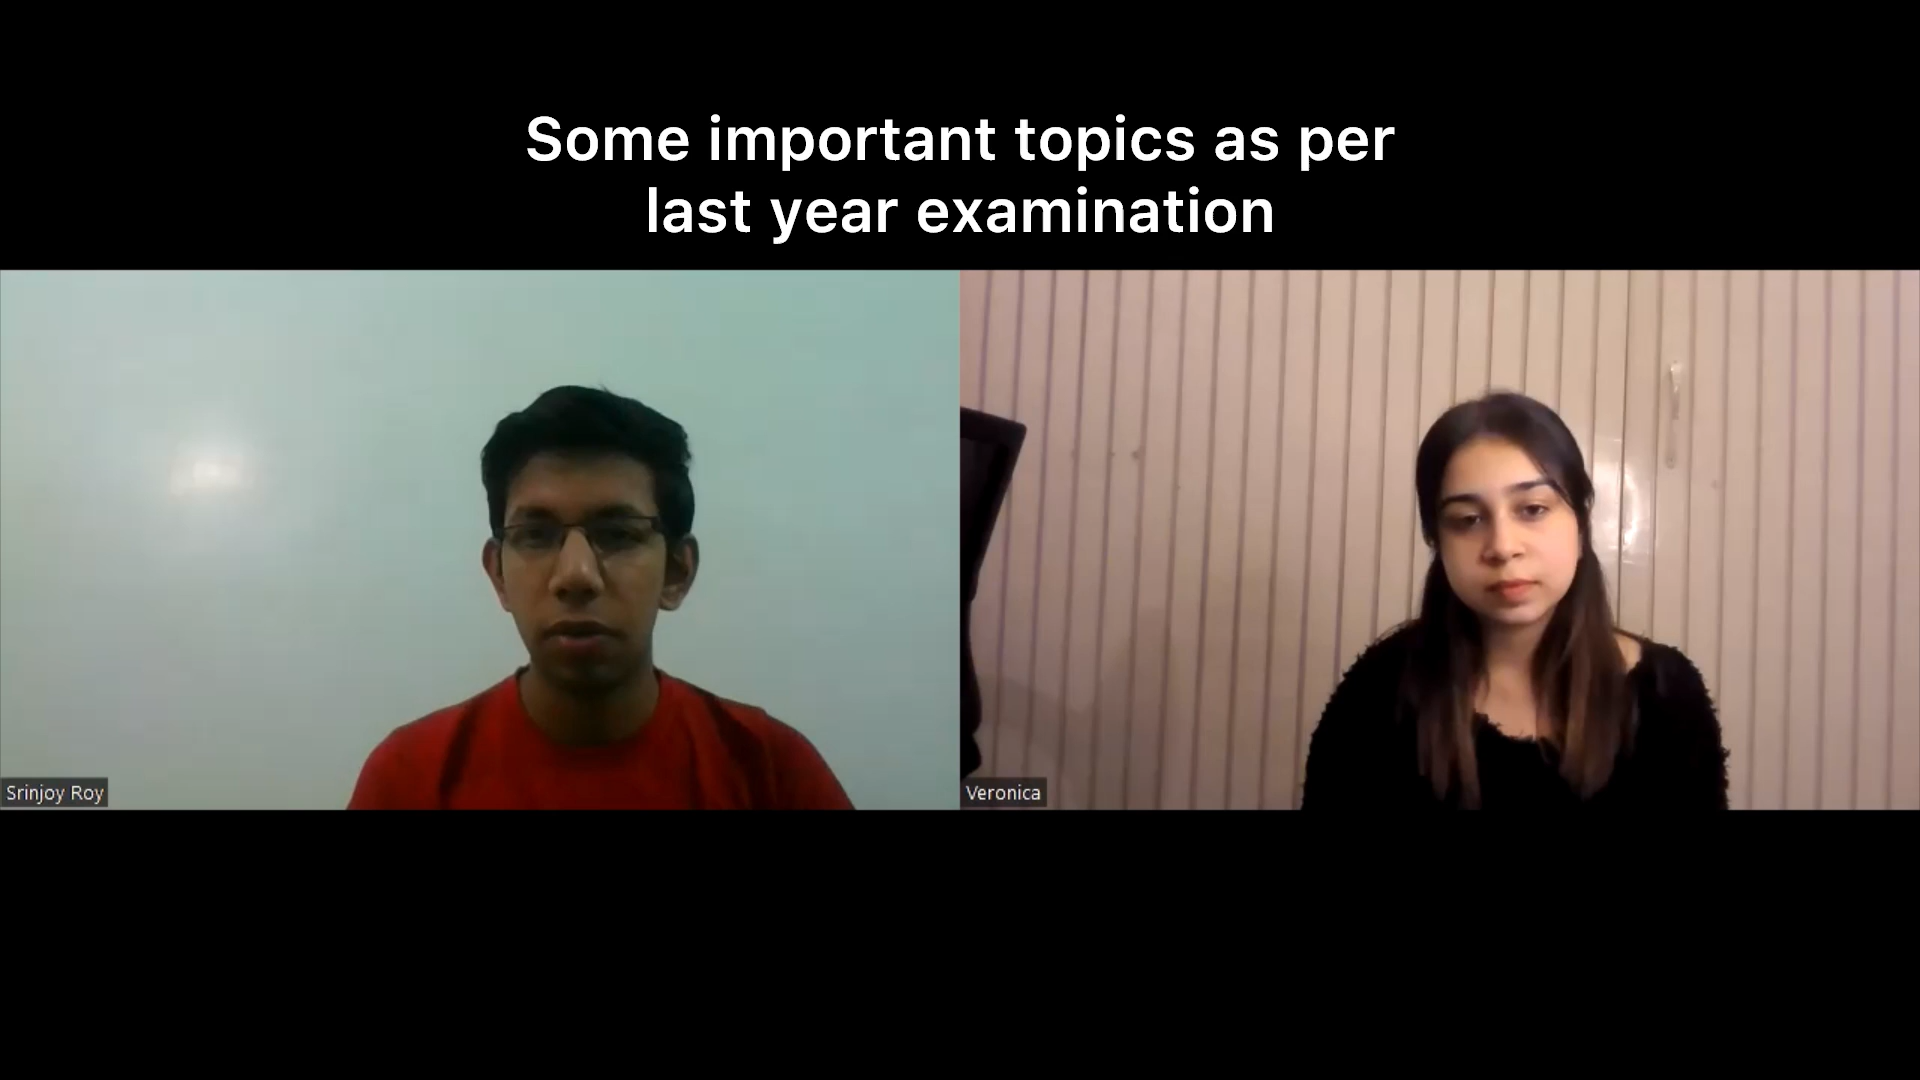 Some important topics as per
last year examination
Srinjoy Roy
Veronica